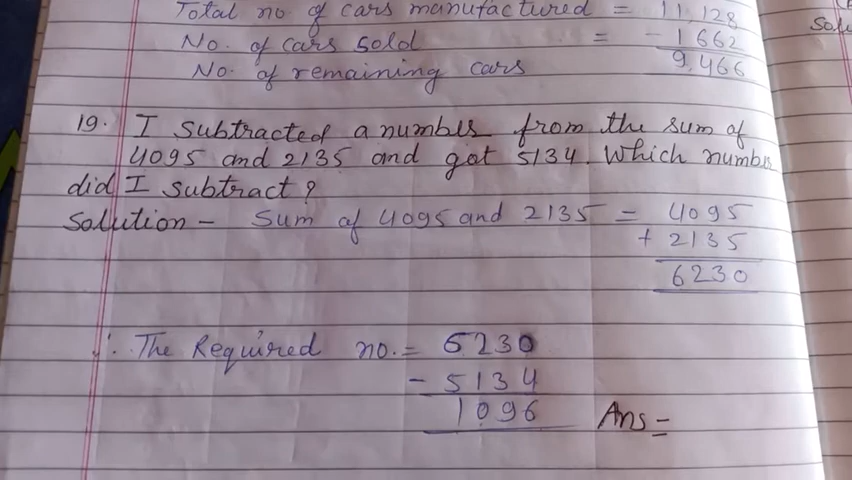 Total no. of cars manufactured = 11,128
No. of cars sold = - 1662
No. of remaining cars 9,466
19. I subtracted a number from the sum of
4095 and 2135 and got 5134. Which number
did I subtract?
Solution - Sum of 4095 and 2135 = 4095
+ 2135
6230
∴ The Required no. = 6230
- 5134
1096 Ans =